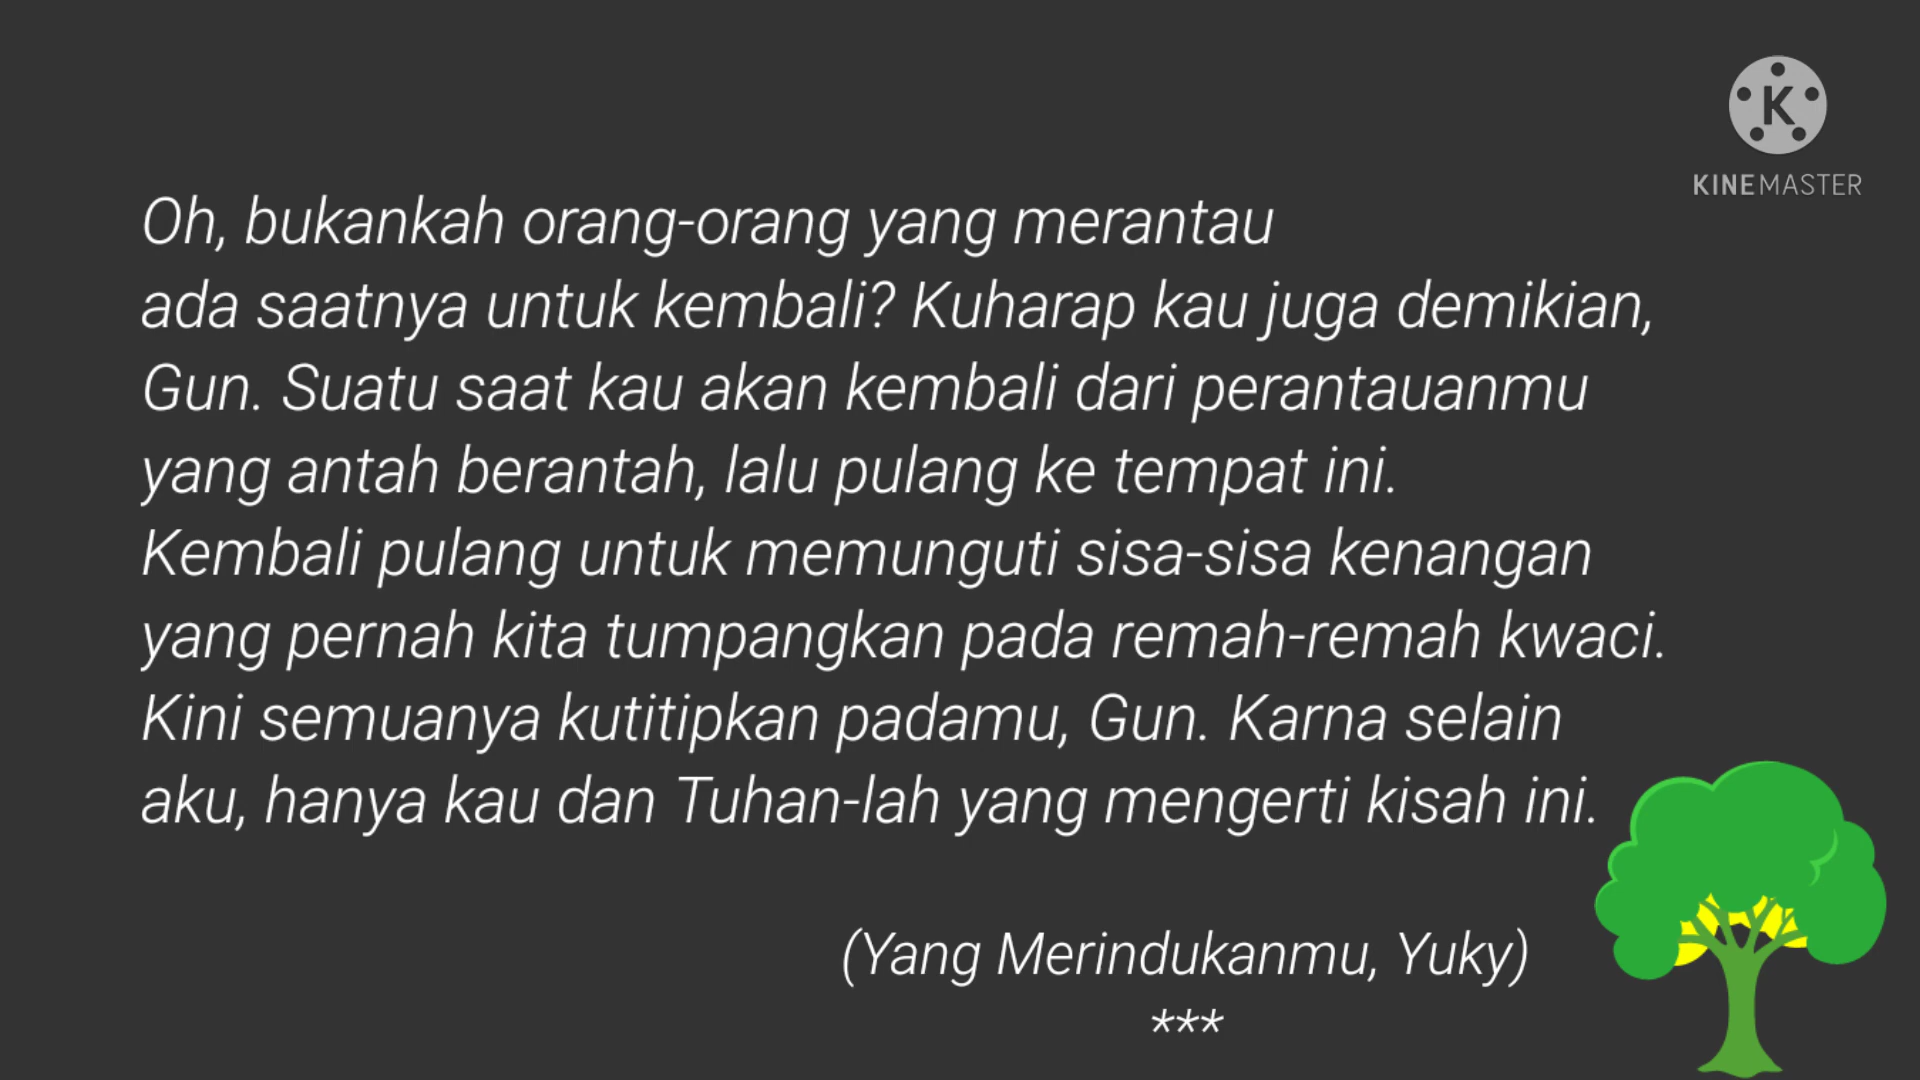 K
KINEMASTER
Oh, bukankah orang-orang yang merantau
ada saatnya untuk kembali? Kuharap kau juga demikian,
Gun. Suatu saat kau akan kembali dari perantauanmu
yang antah berantah, lalu pulang ke tempat ini.
Kembali pulang untuk memunguti sisa-sisa kenangan
yang pernah kita tumpangkan pada remah-remah kwaci.
Kini semuanya kutitipkan padamu, Gun. Karna selain
aku, hanya kau dan Tuhan-lah yang mengerti kisah ini.
(Yang Merindukanmu, Yuky)
***